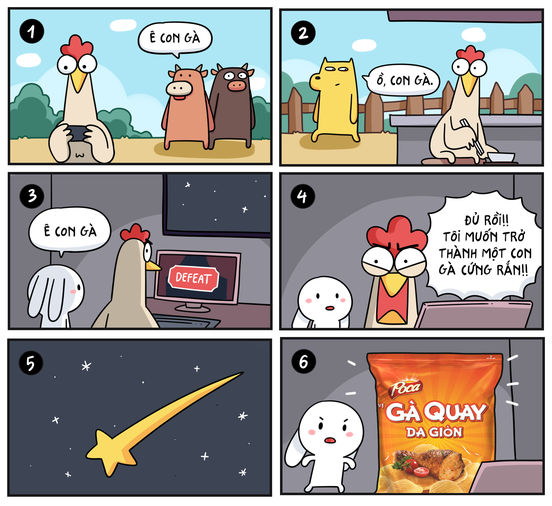 1
Ê CON GÀ
2
Ồ, CON GÀ.
3
Ê CON GÀ
DEFEAT
4
ĐỦ RỒI!!
TÔI MUỐN TRỞ
THÀNH MỘT CON
GÀ CỨNG RẮN!!
5
6
Poca
VỊ
GÀ QUAY
DA GIÒN